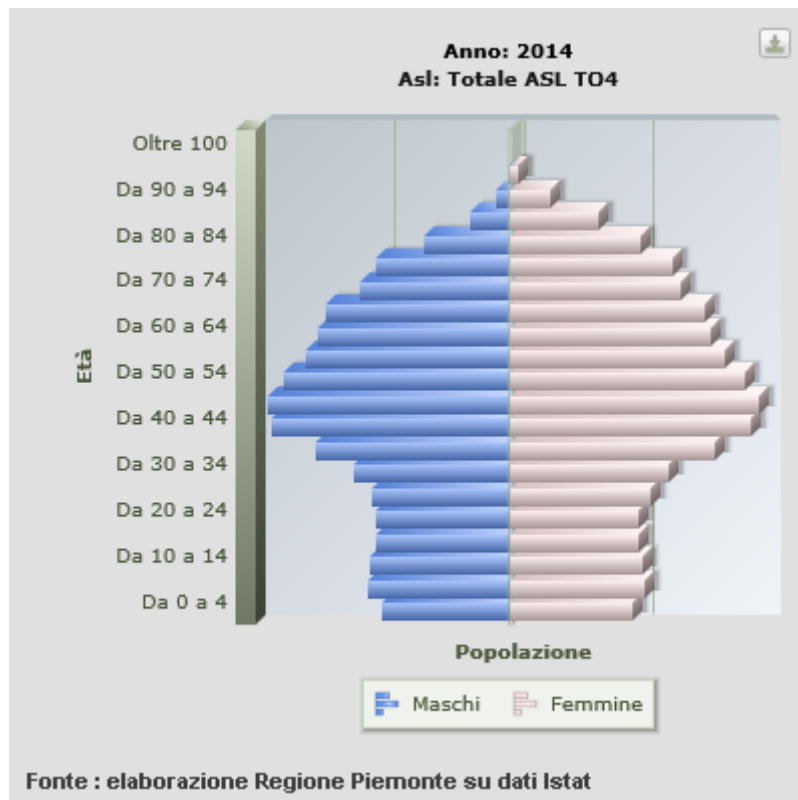 Anno: 2014
Asl: Totale ASL TO4
Oltre 100
Da 90 a 94
Da 80 a 84
Da 70 a 74
Da 60 a 64
Età
Da 50 a 54
Da 40 a 44
Da 30 a 34
Da 20 a 24
Da 10 a 14
Da 0 a 4
Popolazione
Maschi Femmine
Fonte : elaborazione Regione Piemonte su dati Istat